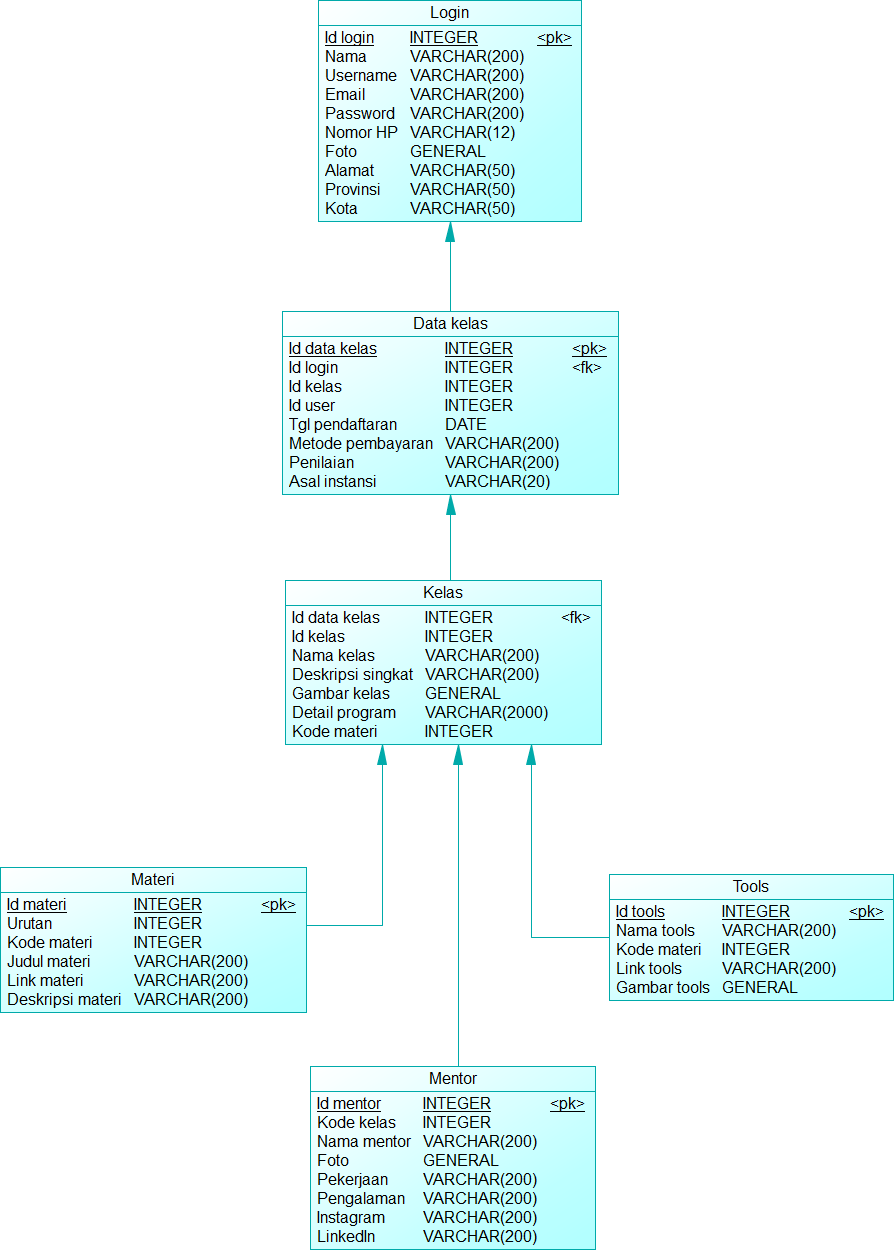 Login
Id login INTEGER <pk>
Nama VARCHAR(200)
Username VARCHAR(200)
Email VARCHAR(200)
Password VARCHAR(200)
Nomor HP VARCHAR(12)
Foto GENERAL
Alamat VARCHAR(50)
Provinsi VARCHAR(50)
Kota VARCHAR(50)
Data kelas
Id data kelas INTEGER <pk>
Id login INTEGER <fk>
Id kelas INTEGER
Id user INTEGER
Tgl pendaftaran DATE
Metode pembayaran VARCHAR(200)
Penilaian VARCHAR(200)
Asal instansi VARCHAR(20)
Kelas
Id data kelas INTEGER <fk>
Id kelas INTEGER
Nama kelas VARCHAR(200)
Deskripsi singkat VARCHAR(200)
Gambar kelas GENERAL
Detail program VARCHAR(2000)
Kode materi INTEGER
Materi
Id materi INTEGER <pk>
Urutan INTEGER
Kode materi INTEGER
Judul materi VARCHAR(200)
Link materi VARCHAR(200)
Deskripsi materi VARCHAR(200)
Tools
Id tools INTEGER <pk>
Nama tools VARCHAR(200)
Kode materi INTEGER
Link tools VARCHAR(200)
Gambar tools GENERAL
Mentor
Id mentor INTEGER <pk>
Kode kelas INTEGER
Nama mentor VARCHAR(200)
Foto GENERAL
Pekerjaan VARCHAR(200)
Pengalaman VARCHAR(200)
Instagram VARCHAR(200)
LinkedIn VARCHAR(200)